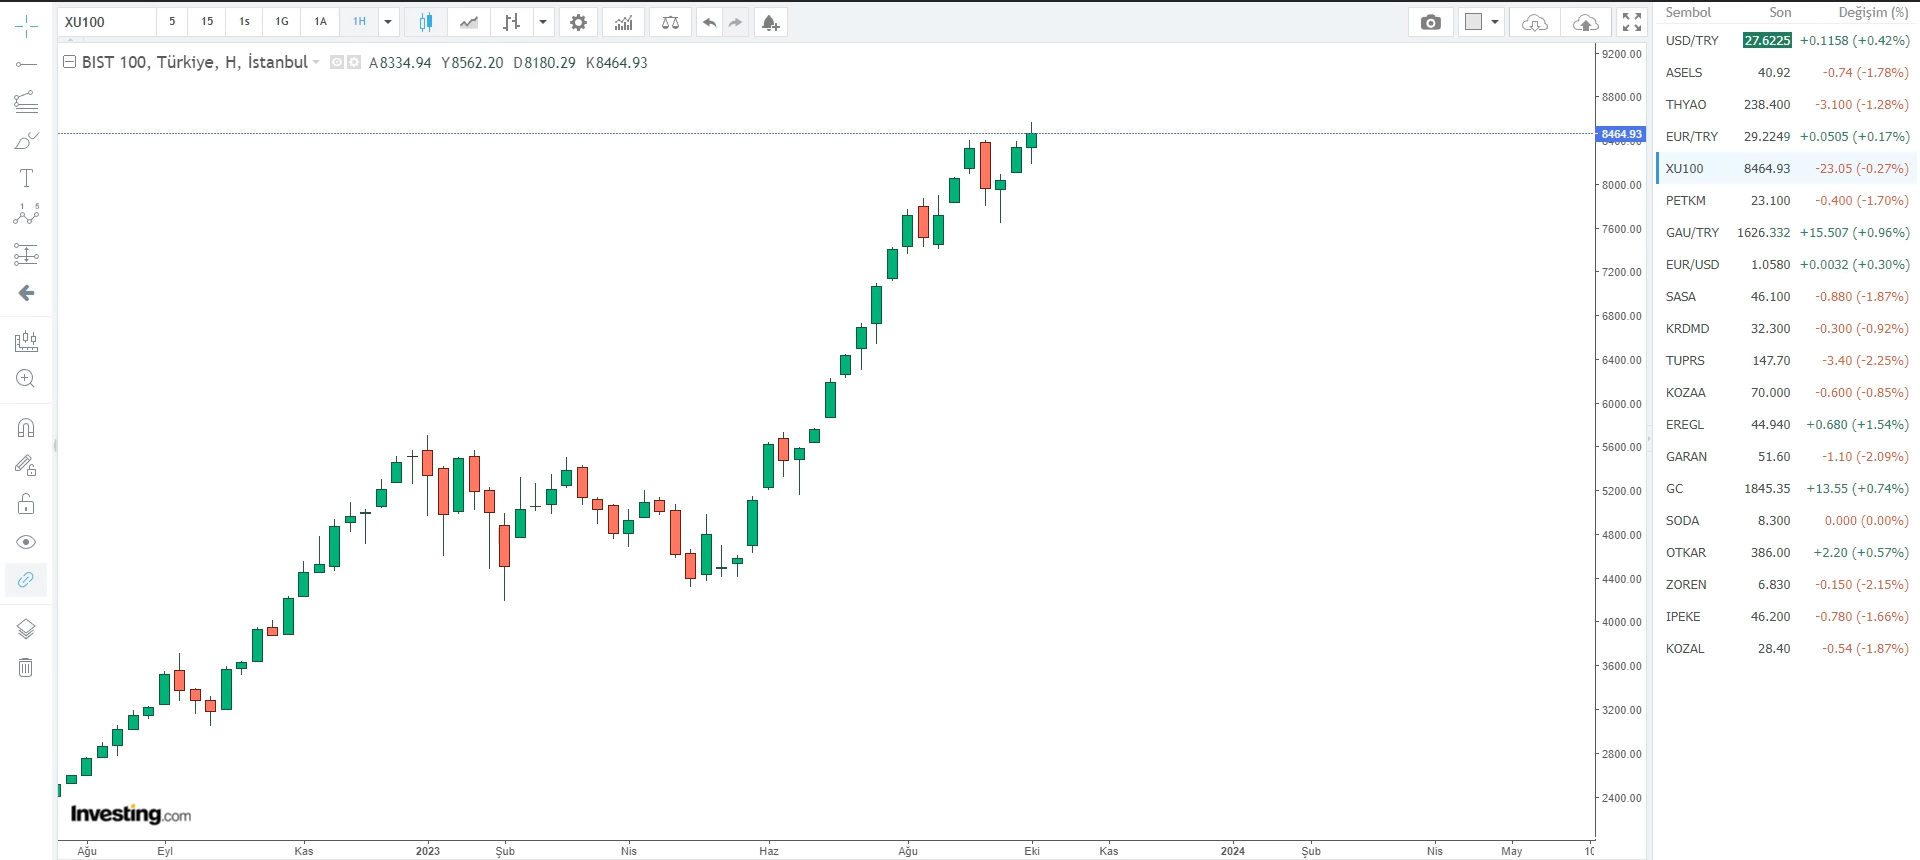 XU100 5 15 1s 1G 1A 1H
BIST 100, Türkiye, H, İstanbul A8334.94 Y8562.20 D8180.29 K8464.93
T
1 5
9200.00
8800.00
8464.93
8400.00
8000.00
7600.00
7200.00
6800.00
6400.00
6000.00
5600.00
5200.00
4800.00
4400.00
4000.00
3600.00
3200.00
2800.00
2400.00
Investing.com
Ağu Eyl Kas 2023 Şub Nis Haz Ağu Eki Kas 2024 Şub Nis May 10
Sembol Son Değişim (%)
USD/TRY 27.6225 +0.1158 (+0.42%)
ASELS 40.92 -0.74 (-1.78%)
THYAO 238.400 -3.100 (-1.28%)
EUR/TRY 29.2249 +0.0505 (+0.17%)
XU100 8464.93 -23.05 (-0.27%)
PETKM 23.100 -0.400 (-1.70%)
GAU/TRY 1626.332 +15.507 (+0.96%)
EUR/USD 1.0580 +0.0032 (+0.30%)
SASA 46.100 -0.880 (-1.87%)
KRDMD 32.300 -0.300 (-0.92%)
TUPRS 147.70 -3.40 (-2.25%)
KOZAA 70.000 -0.600 (-0.85%)
EREGL 44.940 +0.680 (+1.54%)
GARAN 51.60 -1.10 (-2.09%)
GC 1845.35 +13.55 (+0.74%)
SODA 8.300 0.000 (0.00%)
OTKAR 386.00 +2.20 (+0.57%)
ZOREN 6.830 -0.150 (-2.15%)
IPEKE 46.200 -0.780 (-1.66%)
KOZAL 28.40 -0.54 (-1.87%)